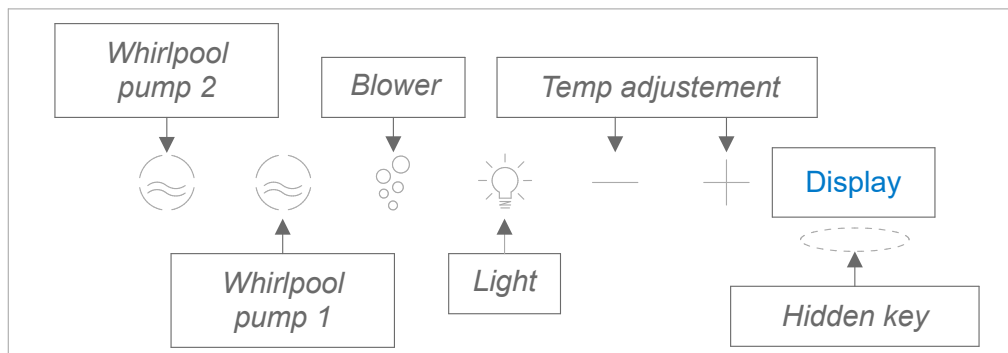 Whirlpool
pump 2
Blower
Temp adjustement
Display
Whirlpool
pump 1
Light
Hidden key